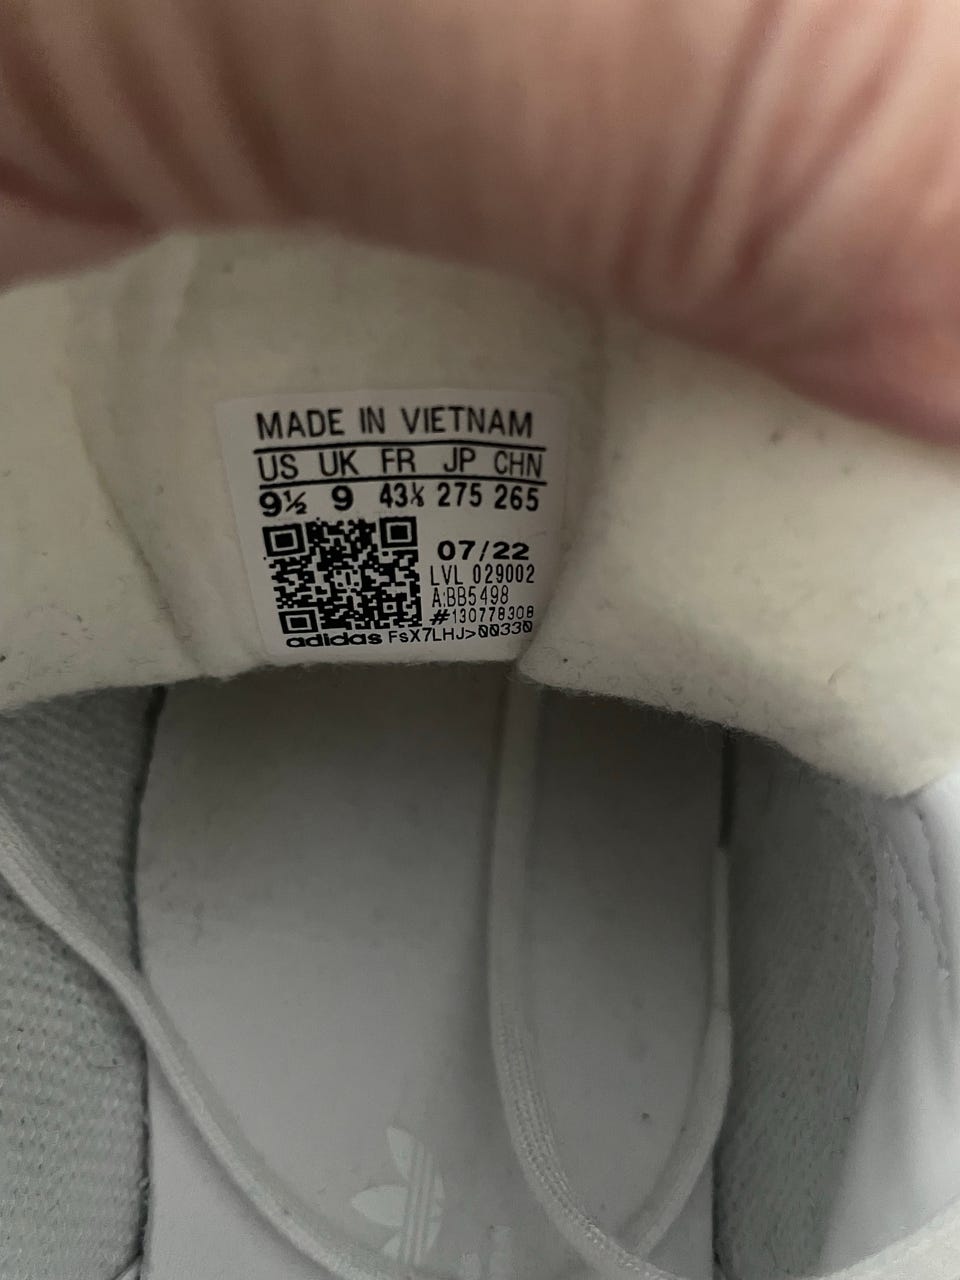 MADE IN VIETNAM
US UK FR JP CHN
9½ 9 43⅓ 275 265
07/22
LVL 029002
A:BB5498
#130778308
adidas FsX7LHJ>00330